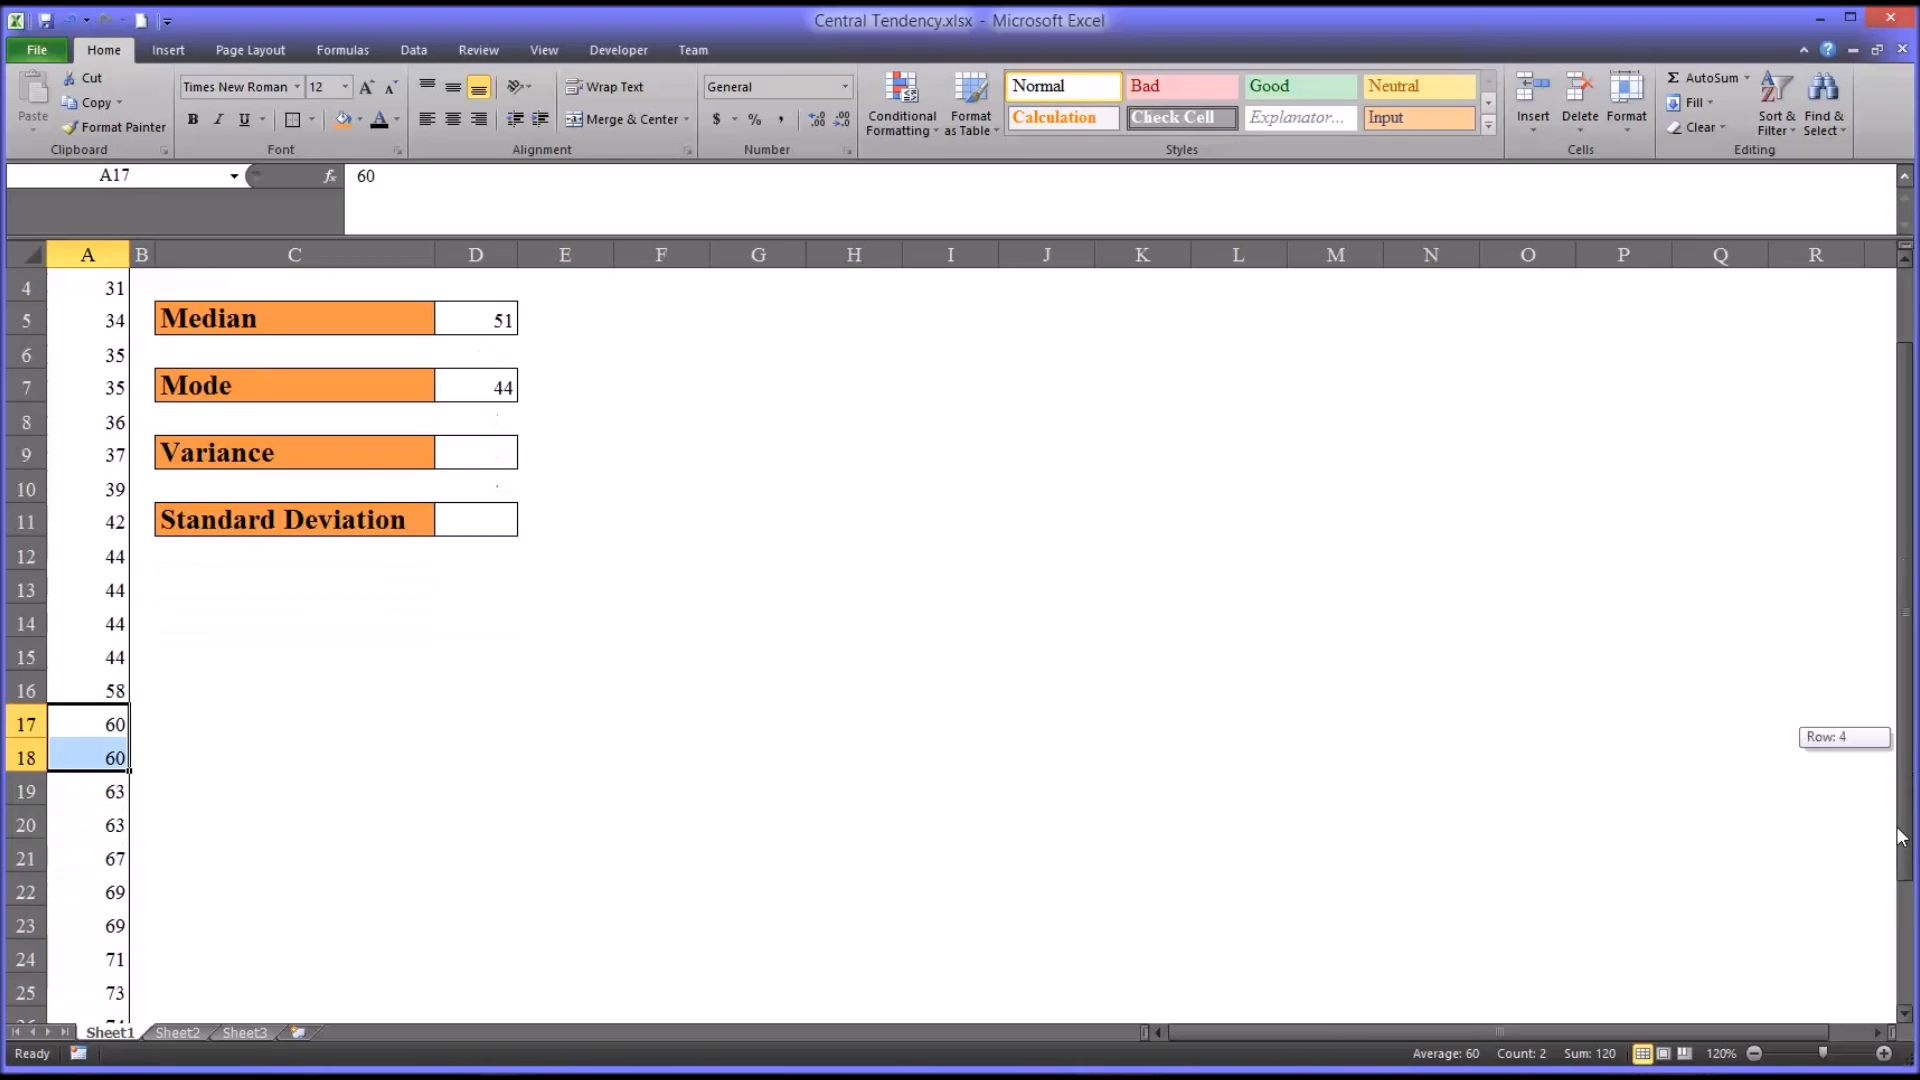 Central Tendency.xlsx - Microsoft Excel
File Home Insert Page Layout Formulas Data Review View Developer Team
Paste Cut Copy Format Painter Clipboard
Times New Roman 12 B I U A Font
Wrap Text Merge & Center Alignment
General $ % , Number
Conditional Formatting Format as Table
Normal Bad Good Neutral
Calculation Check Cell Explanator... Input
Styles
Insert Delete Format Cells
Σ AutoSum Fill Clear Sort & Filter Find & Select Editing
A17 fx 60
A B C D E F G H I J K L M N O P Q R
4 31
5 34 Median 51
6 35
7 35 Mode 44
8 36
9 37 Variance
10 39
11 42 Standard Deviation
12 44
13 44
14 44
15 44
16 58
17 60
18 60
Row: 4
19 63
20 63
21 67
22 69
23 69
24 71
25 73
Sheet1 Sheet2 Sheet3
Ready Average: 60 Count: 2 Sum: 120 120%